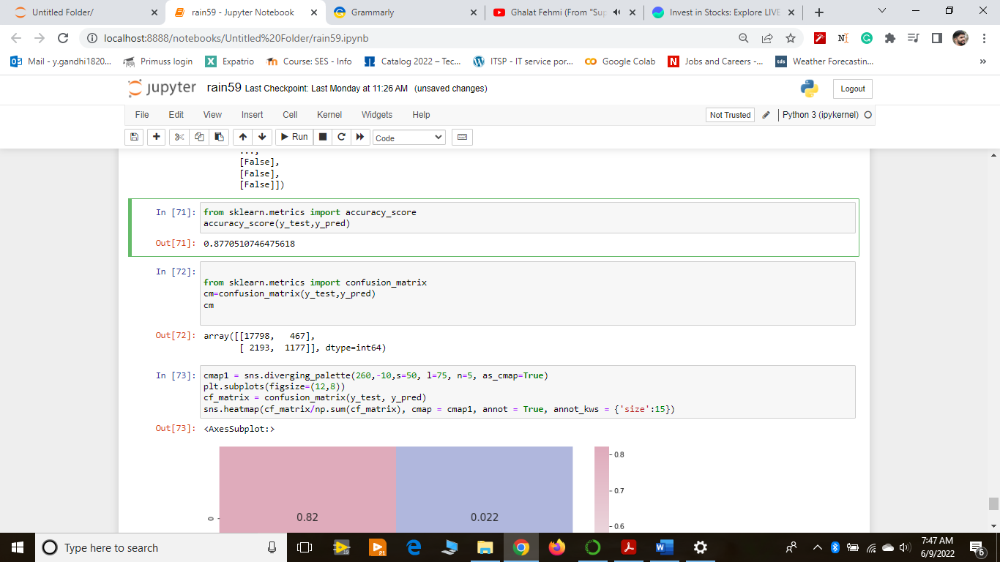 Untitled Folder/
rain59 - Jupyter Notebook
Grammarly
Ghalat Fehmi (From "Sup
Invest in Stocks: Explore LIVE
localhost:8888/notebooks/Untitled%20Folder/rain59.ipynb
Mail - y.gandhi1820...
Primuss login
Expatrio
Course: SES - Info
Catalog 2022 – Tec...
ITSP - IT service por...
Google Colab
Jobs and Careers -...
Weather Forecastin...
jupyter
rain59 Last Checkpoint: Last Monday at 11:26 AM (unsaved changes)
Logout
File Edit View Insert Cell Kernel Widgets Help
Not Trusted
Python 3 (ipykernel)
Run
Code
...,
[False],
[False],
[False]])
In [71]: from sklearn.metrics import accuracy_score
accuracy_score(y_test,y_pred)
Out[71]: 0.8770510746475618
In [72]:
from sklearn.metrics import confusion_matrix
cm=confusion_matrix(y_test,y_pred)
cm
Out[72]: array([[17798, 467],
[ 2193, 1177]], dtype=int64)
In [73]: cmap1 = sns.diverging_palette(260,-10,s=50, l=75, n=5, as_cmap=True)
plt.subplots(figsize=(12,8))
cf_matrix = confusion_matrix(y_test, y_pred)
sns.heatmap(cf_matrix/np.sum(cf_matrix), cmap = cmap1, annot = True, annot_kws = {'size':15})
Out[73]: <AxesSubplot:>
0.8
0.7
0 0.82 0.022
0.6
Type here to search
7:47 AM
6/9/2022